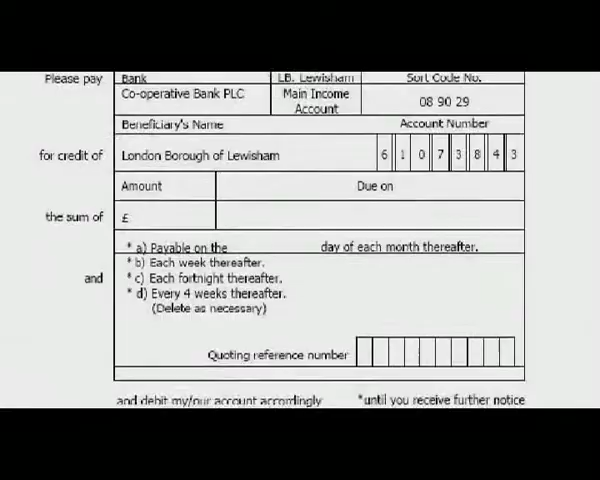 Please pay Bank LB. Lewisham Sort Code No.
Co-operative Bank PLC Main Income Account 08 90 29
Beneficiary's Name Account Number
for credit of London Borough of Lewisham 6 1 0 7 3 8 4 3
Amount Due on
the sum of £
* a) Payable on the day of each month thereafter.
* b) Each week thereafter.
and * c) Each fortnight thereafter.
* d) Every 4 weeks thereafter.
(Delete as necessary)
Quoting reference number
and debit my/our account accordingly *until you receive further notice